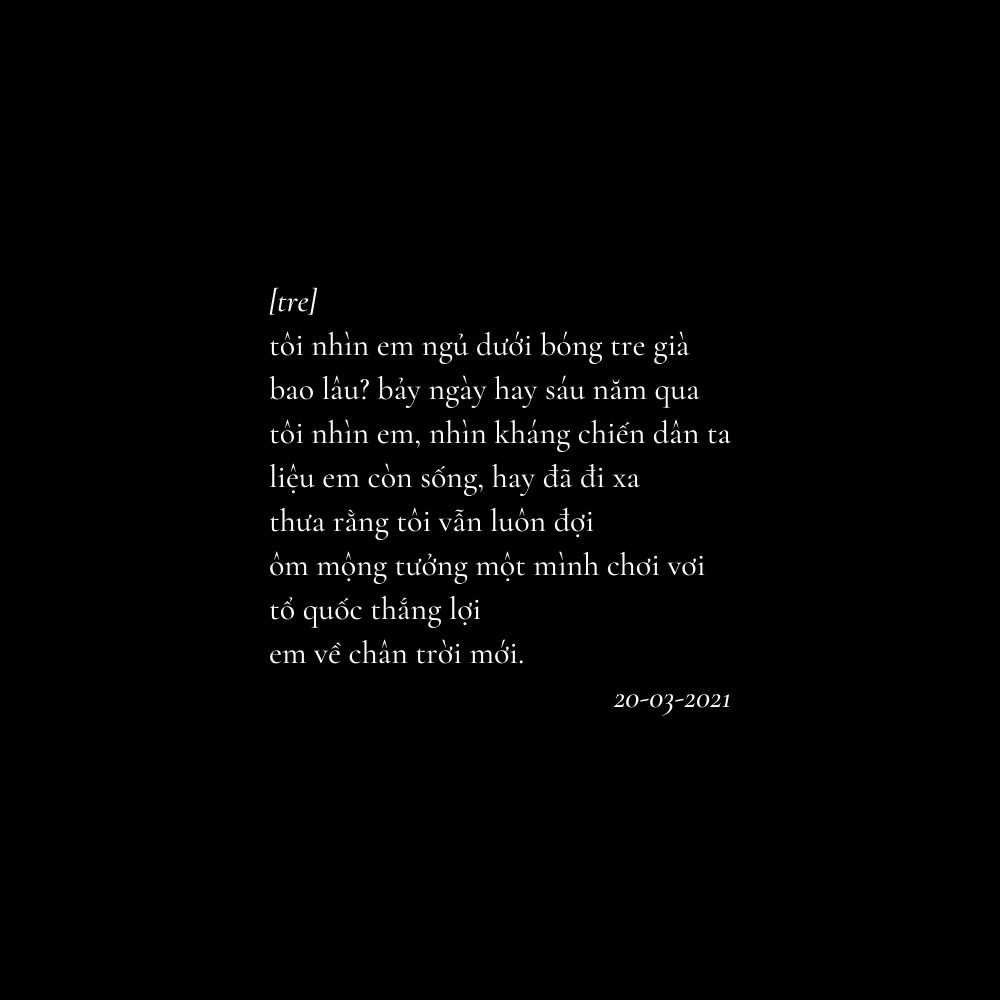 [tre]
tôi nhìn em ngủ dưới bóng tre già
bao lâu? bảy ngày hay sáu năm qua
tôi nhìn em, nhìn kháng chiến dân ta
liệu em còn sống, hay đã đi xa
thưa rằng tôi vẫn luôn đợi
ôm mộng tưởng một mình chơi vơi
tổ quốc thắng lợi
em về chân trời mới.
20-03-2021